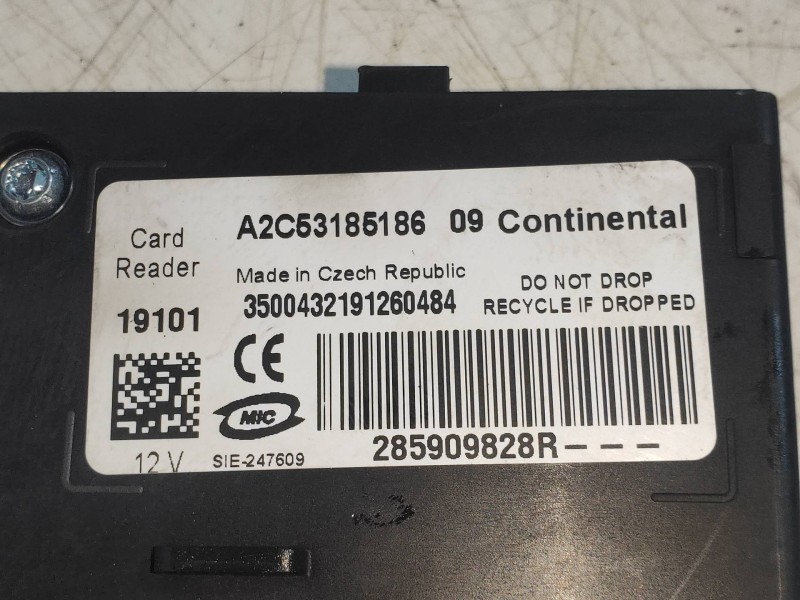 Card
Reader
19101
12 V
A2C53185186 09 Continental
Made in Czech Republic
3500432191260484
DO NOT DROP
RECYCLE IF DROPPED
CE
MIC
SIE-247609
285909828R---